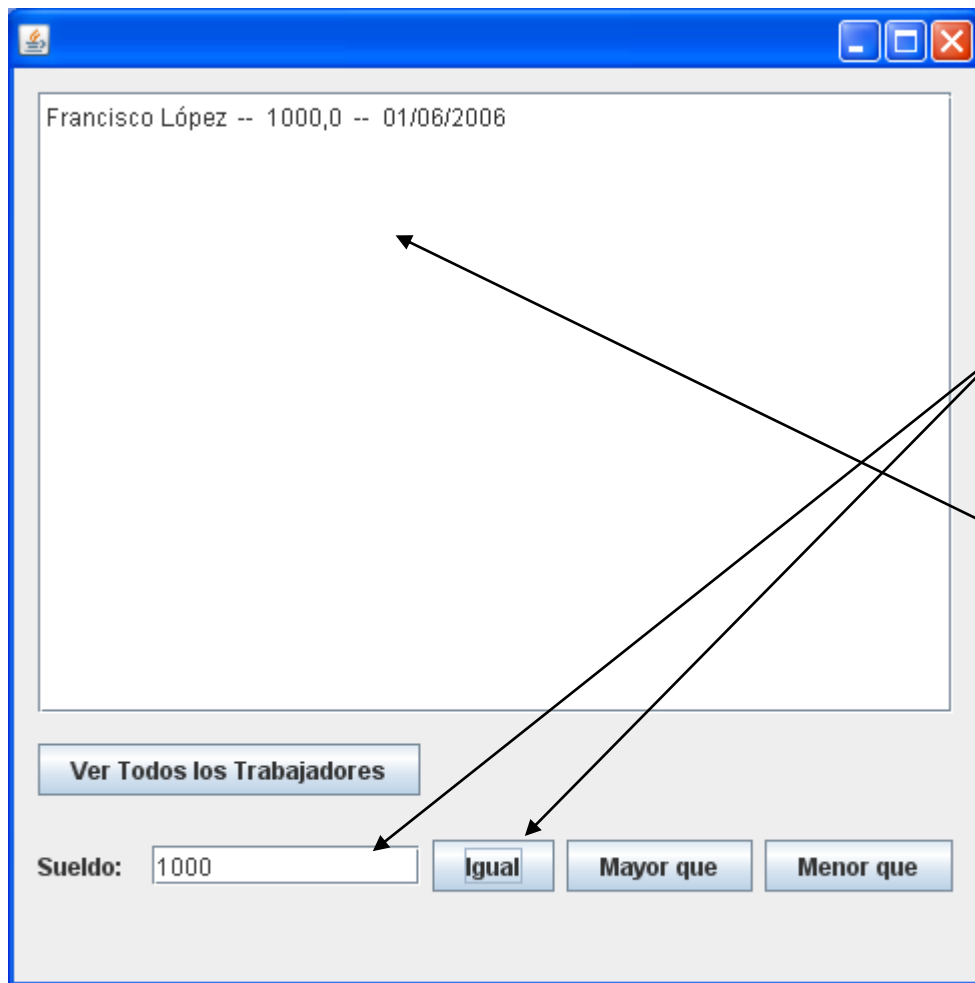 Francisco López -- 1000,0 -- 01/06/2006
Ver Todos los Trabajadores
Sueldo: 1000 Igual Mayor que Menor que